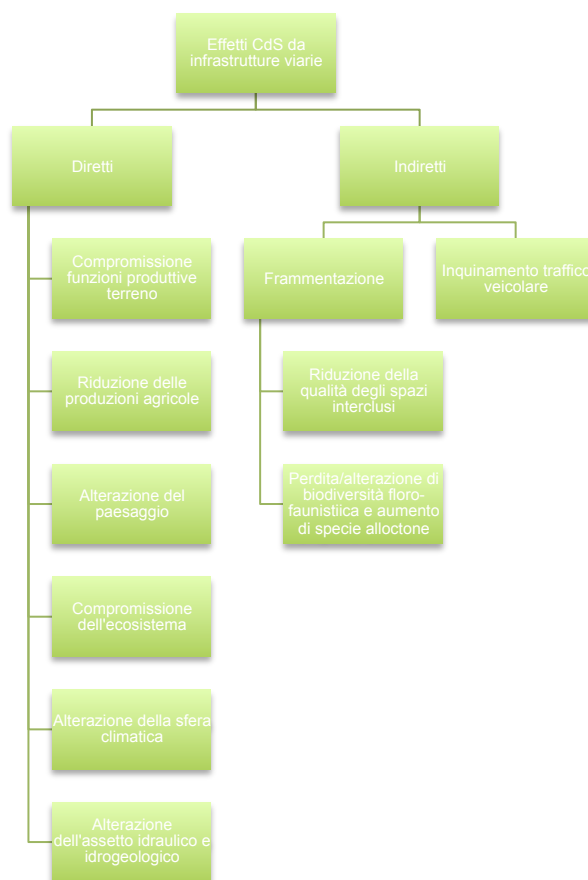 Effetti CdS da
infrastrutture viarie
Diretti
Indiretti
Compromissione
funzioni produttive
terreno
Riduzione delle
produzioni agricole
Alterazione del
paesaggio
Compromissione
dell'ecosistema
Alterazione della sfera
climatica
Alterazione
dell'assetto idraulico e
idrogeologico
Frammentazione
Inquinamento traffico
veicolare
Riduzione della
qualità degli spazi
interclusi
Perdita/alterazione di
biodiversità floro-
faunistiica e aumento
di specie alloctone